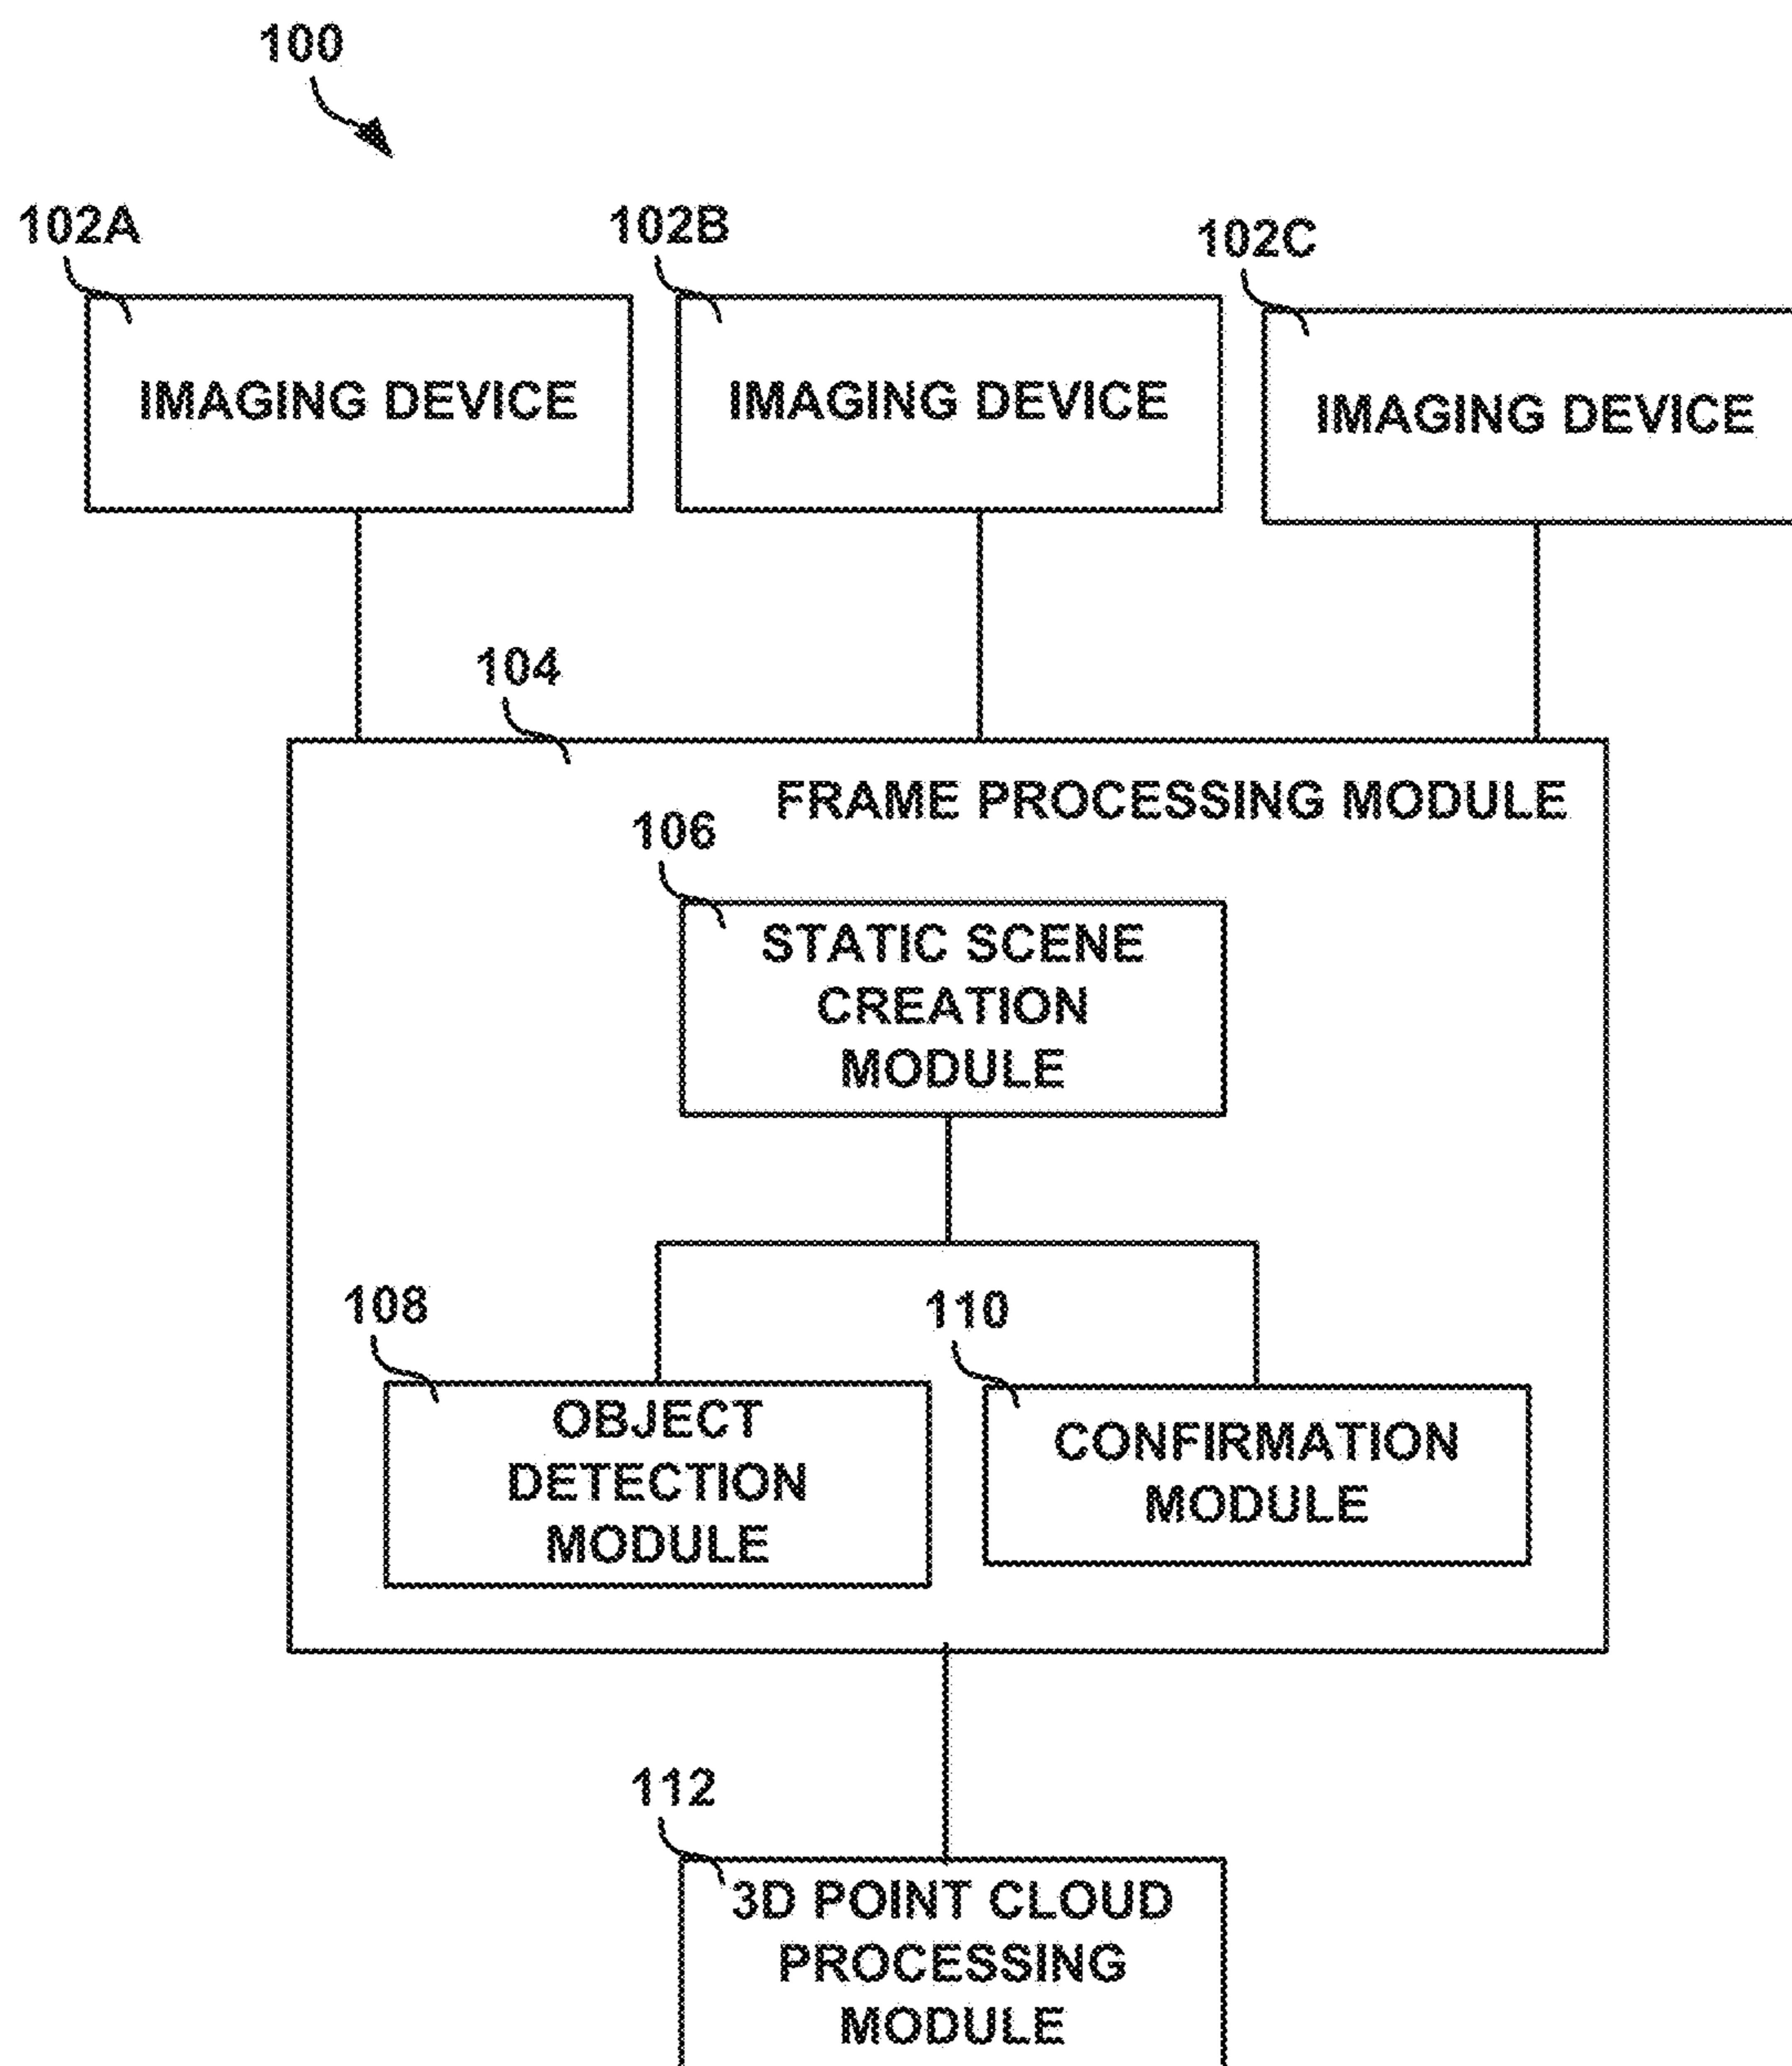 100
102A
102B
102C
IMAGING DEVICE
IMAGING DEVICE
IMAGING DEVICE
104
FRAME PROCESSING MODULE
106
STATIC SCENE
CREATION
MODULE
108
110
OBJECT
DETECTION
MODULE
CONFIRMATION
MODULE
112
3D POINT CLOUD
PROCESSING
MODULE